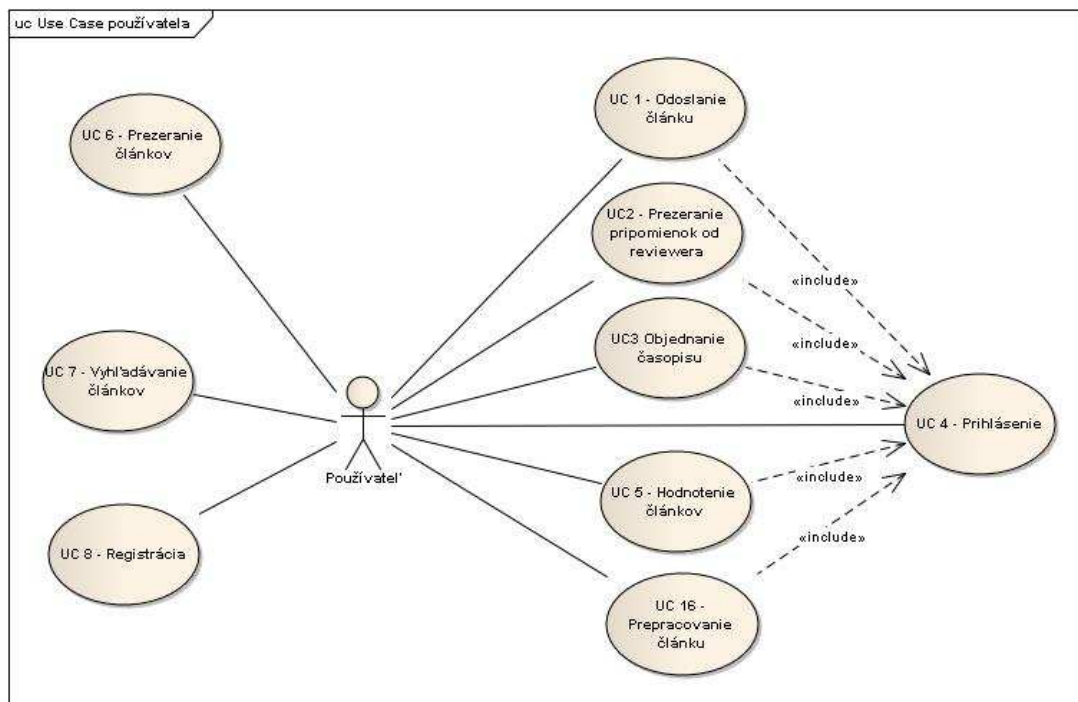 uc Use Case používatela
UC 6 - Prezeranie
článkov
UC 7 - Vyhľadávanie
článkov
UC 8 - Registrácia
Používateľ
UC 1 - Odoslanie
článku
UC2 - Prezeranie
pripomienok od
reviewera
UC3 Objednanie
časopisu
UC 5 - Hodnotenie
článkov
UC 16 -
Prepracovanie
článku
«include»
«include»
«include»
«include»
«include»
UC 4 - Prihlásenie